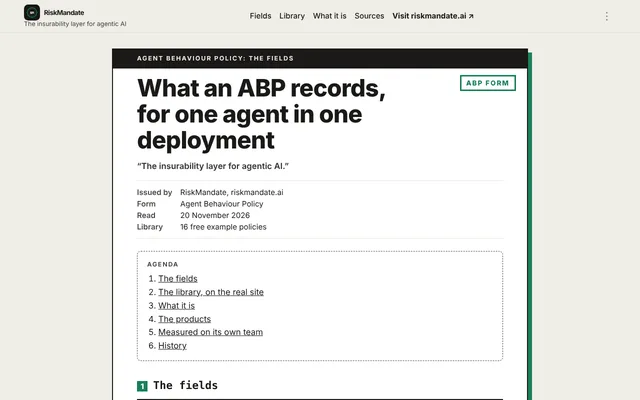 RiskMandate
The insurability layer for agentic AI
Fields Library What it is Sources Visit riskmandate.ai ↗
AGENT BEHAVIOUR POLICY: THE FIELDS
ABP FORM
What an ABP records,
for one agent in one
deployment
“The insurability layer for agentic AI.”
Issued by RiskMandate, riskmandate.ai
Form Agent Behaviour Policy
Read 20 November 2026
Library 16 free example policies
AGENDA
1. The fields
2. The library, on the real site
3. What it is
4. The products
5. Measured on its own team
6. History
1 The fields